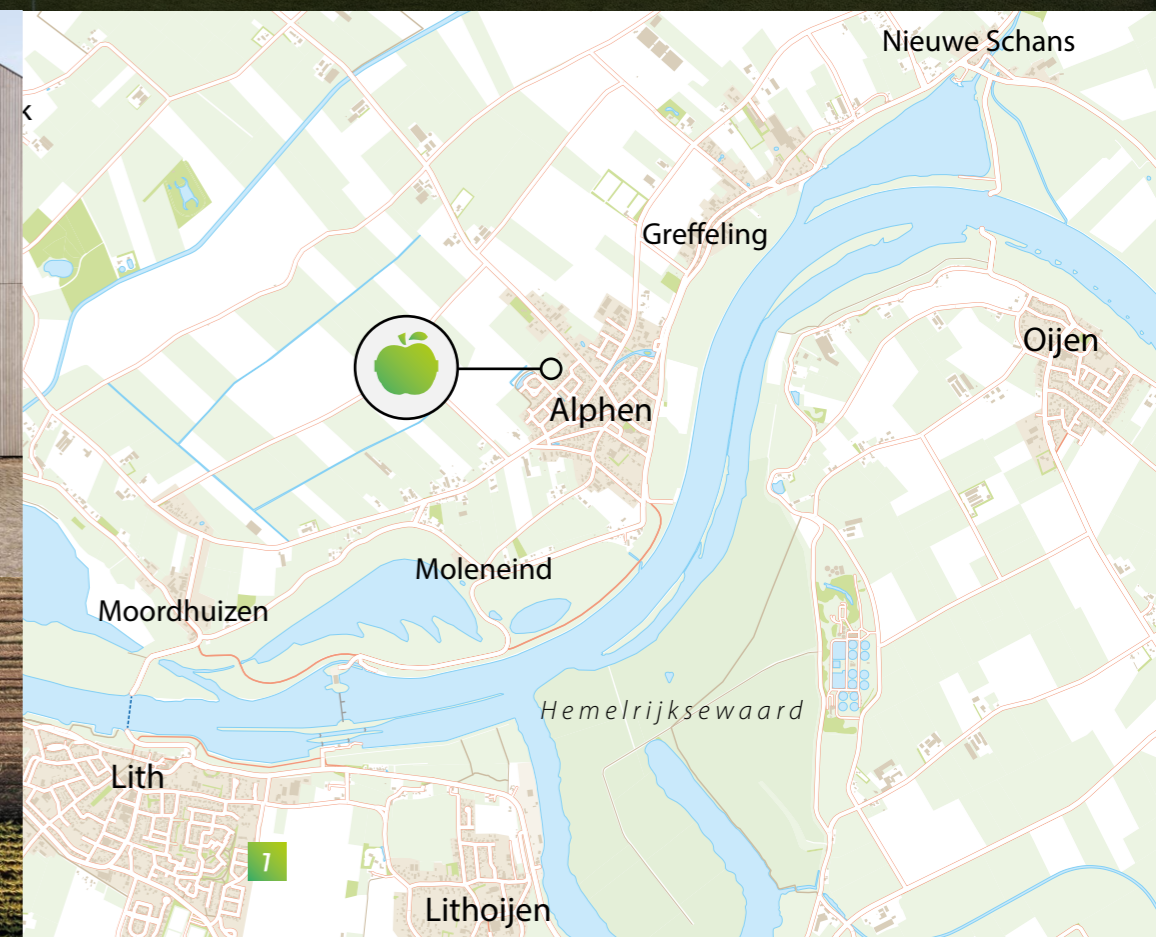 Nieuwe Schans
k
Greffeling
Oijen
Alphen
Moleneind
Moordhuizen
Hemelrijksewaard
Lith
7
Lithoijen